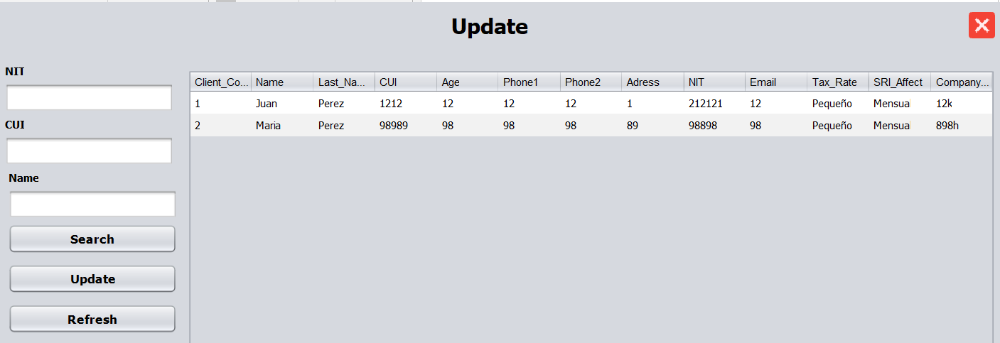 Update
NIT
CUI
Name
Search
Update
Refresh
Client_Co... Name Last_Na... CUI Age Phone1 Phone2 Adress NIT Email Tax_Rate SRI_Affect Company...
1 Juan Perez 1212 12 12 12 1 212121 12 Pequeño Mensual 12k
2 Maria Perez 98989 98 98 98 89 98898 98 Pequeño Mensual 898h